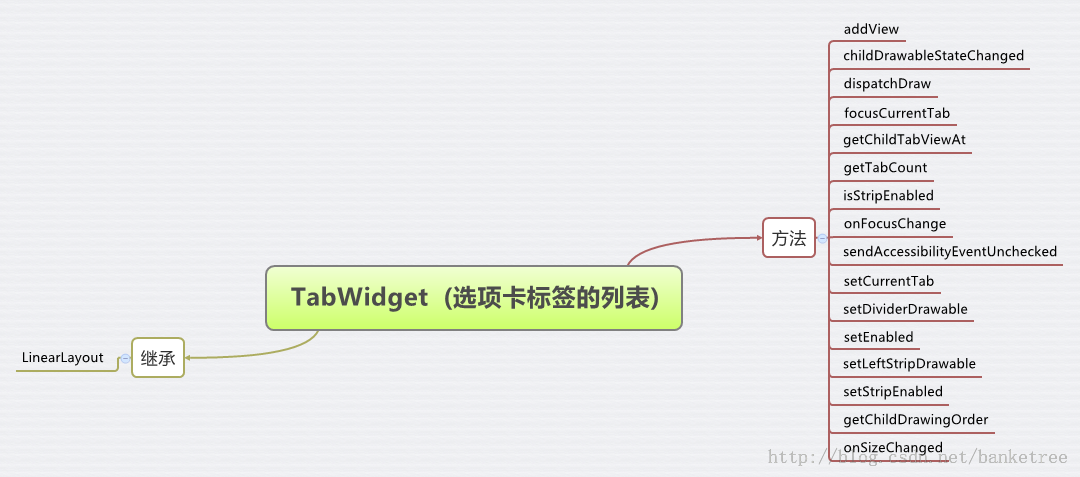 addView
childDrawableStateChanged
dispatchDraw
focusCurrentTab
getChildTabViewAt
getTabCount
isStripEnabled
onFocusChange
方法
sendAccessibilityEventUnchecked
setCurrentTab
TabWidget (选项卡标签的列表)
setDividerDrawable
setEnabled
LinearLayout
继承
setLeftStripDrawable
setStripEnabled
getChildDrawingOrder
onSizeChanged
http://blog.csdn.net/banketree